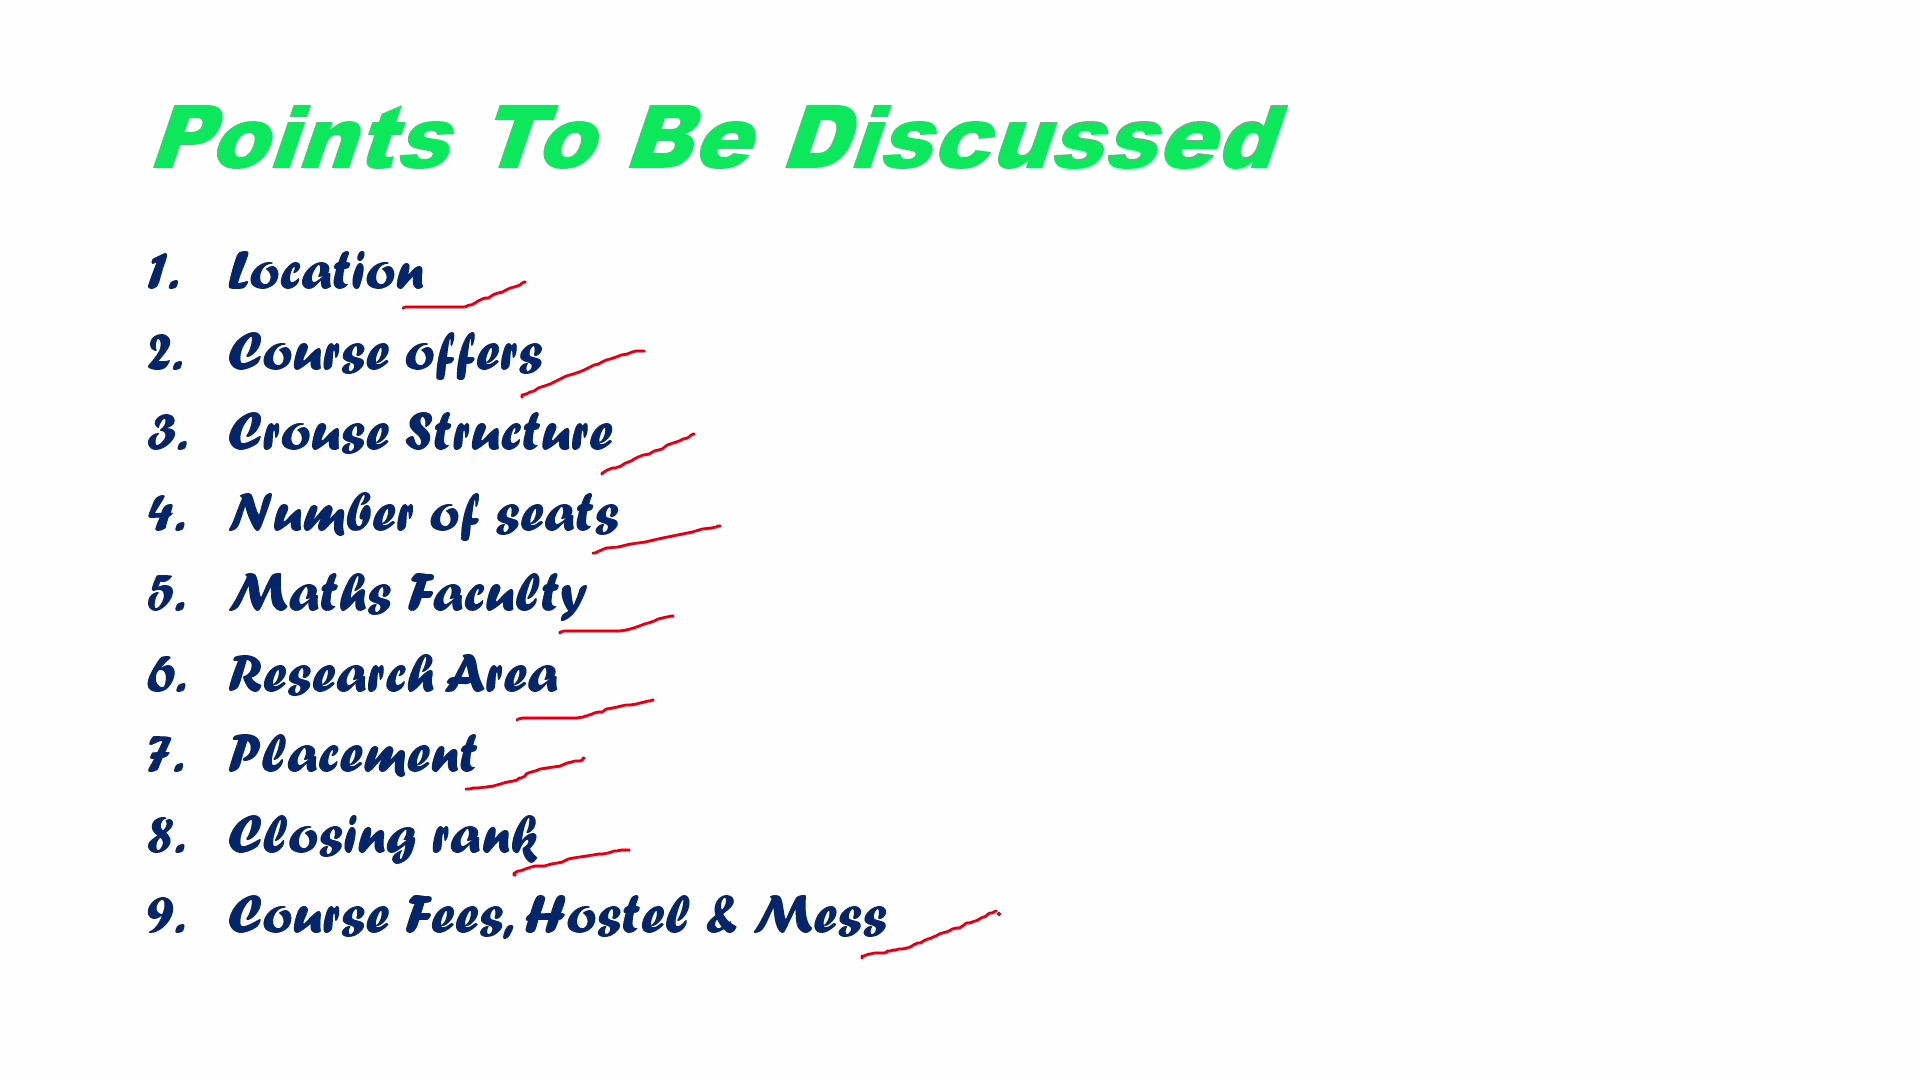 Points To Be Discussed
1. Location
2. Course offers
3. Crouse Structure
4. Number of seats
5. Maths Faculty
6. Research Area
7. Placement
8. Closing rank
9. Course Fees, Hostel & Mess